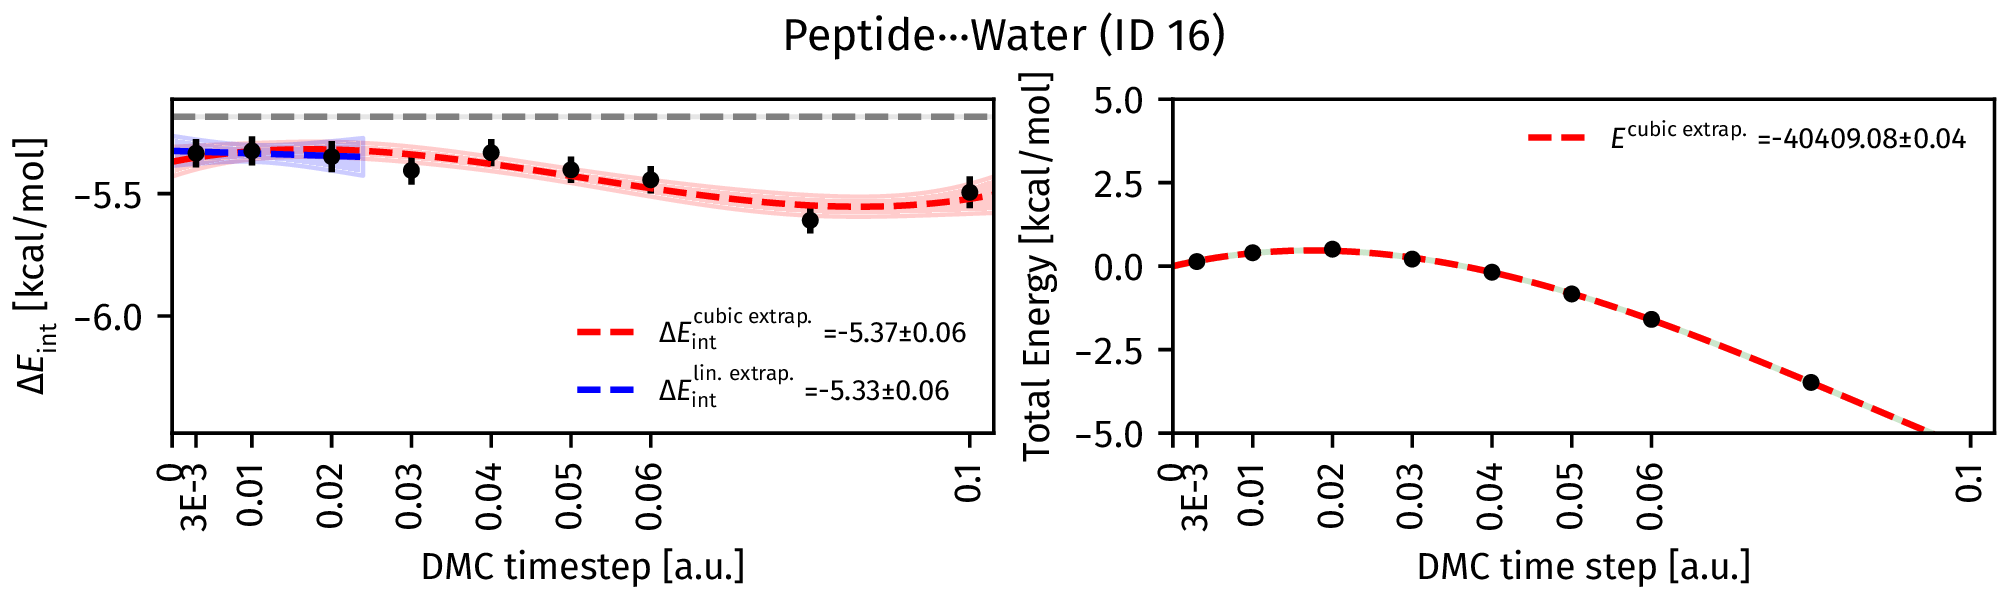 Peptide···Water (ID 16)
ΔE_int [kcal/mol]
−5.5
−6.0
ΔE_int^cubic extrap. =-5.37±0.06
ΔE_int^lin. extrap. =-5.33±0.06
0
3E-3
0.01
0.02
0.03
0.04
0.05
0.06
0.1
DMC timestep [a.u.]
Total Energy [kcal/mol]
5.0
2.5
0.0
−2.5
−5.0
E^cubic extrap. =-40409.08±0.04
0
3E-3
0.01
0.02
0.03
0.04
0.05
0.06
0.1
DMC time step [a.u.]